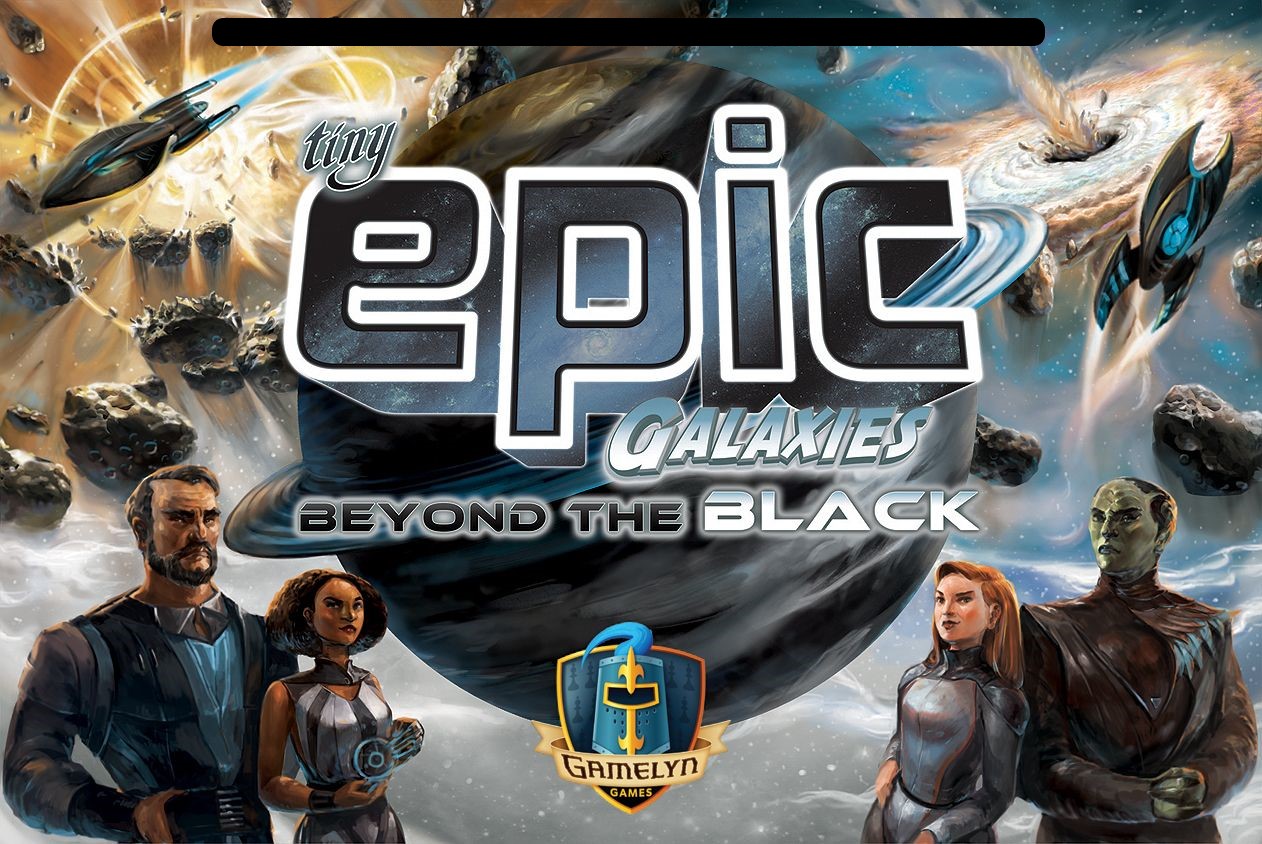 tiny
epic
GALAXIES
BEYOND THE BLACK
GAMELYN
GAMES